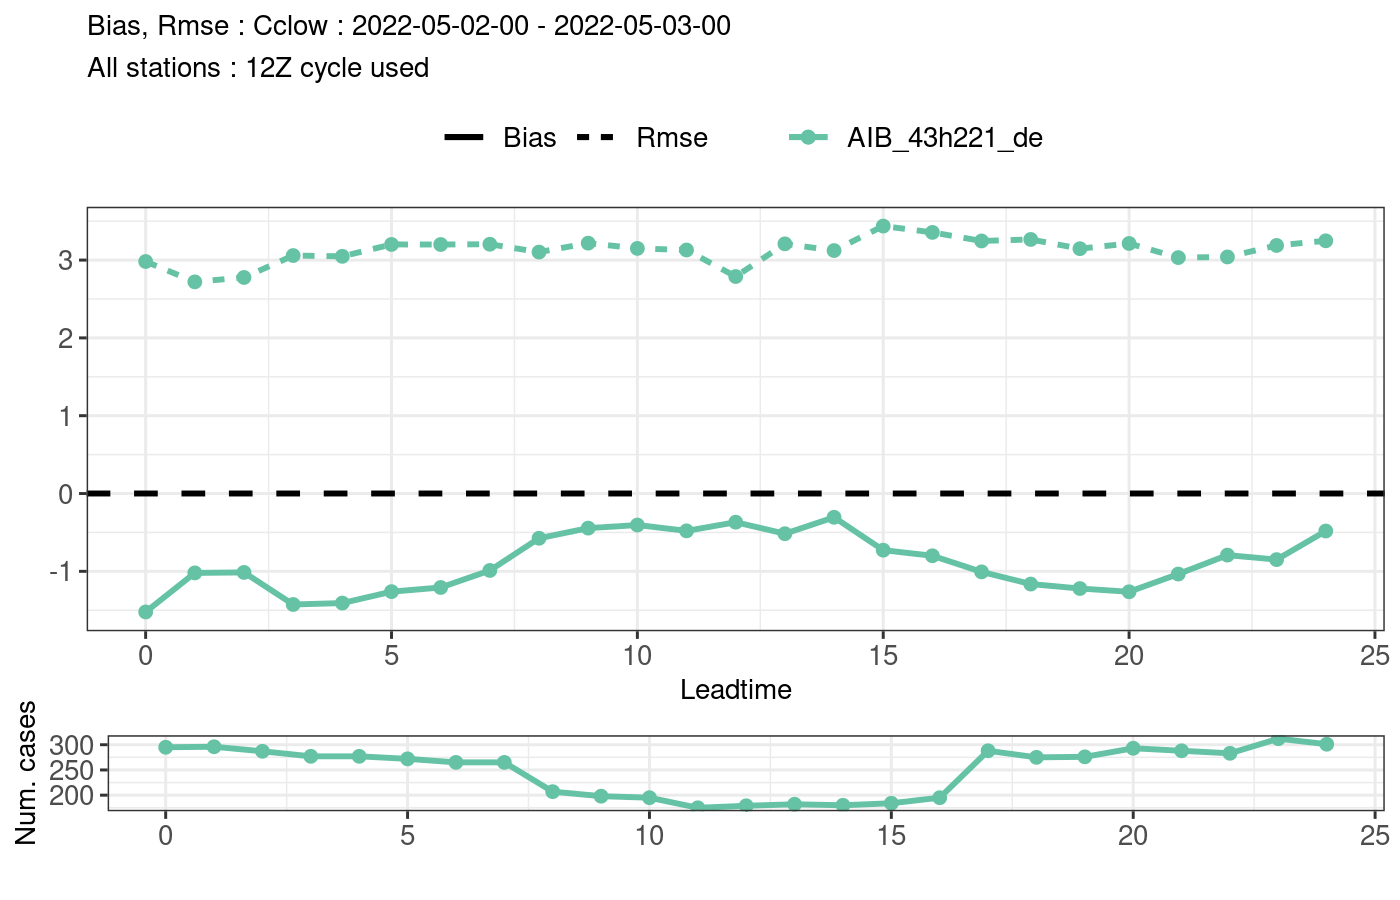 Bias, Rmse : Cclow : 2022-05-02-00 - 2022-05-03-00
All stations : 12Z cycle used
Bias Rmse AIB_43h221_de
3
2
1
0
-1
0 5 10 15 20 25
Leadtime
Num. cases
300
250
200
0 5 10 15 20 25